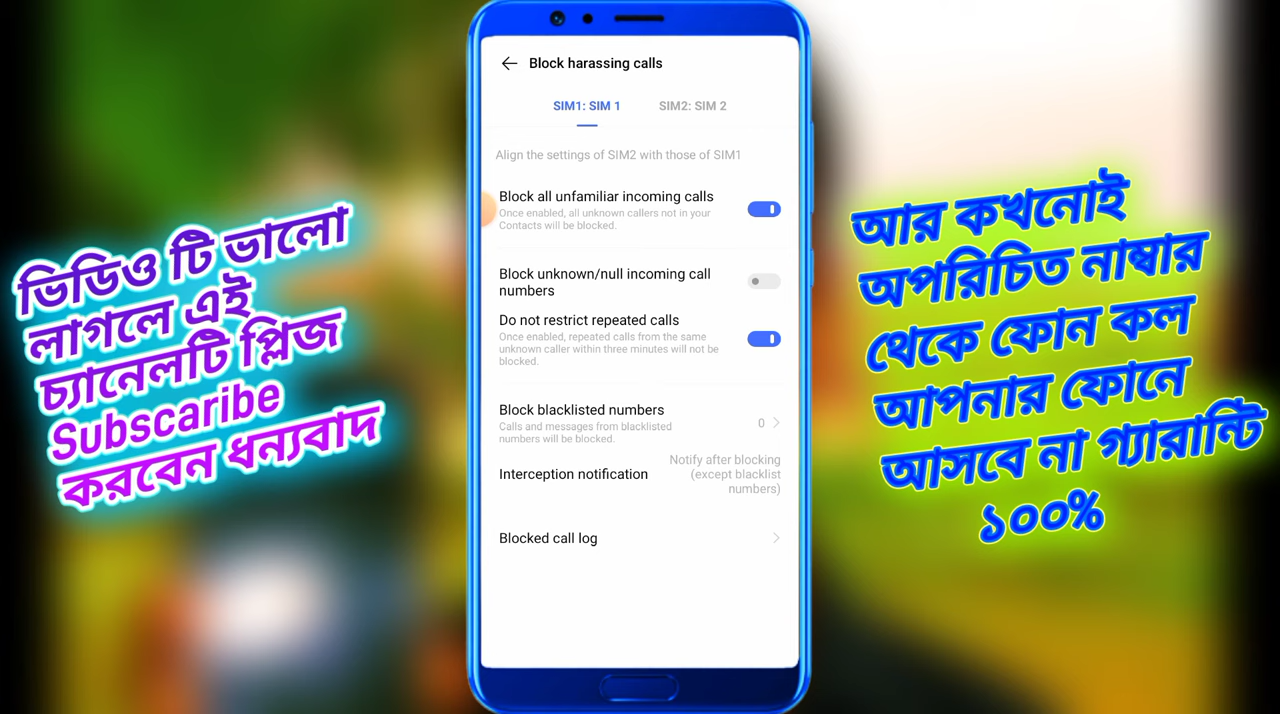 ভিডিও টি ভালো
লাগলে এই
চ্যানেলটি প্লিজ
Subscaribe
করবেন ধন্যবাদ
Block harassing calls
SIM1: SIM 1
SIM2: SIM 2
Align the settings of SIM2 with those of SIM1
Block all unfamiliar incoming calls
Once enabled, all unknown callers not in your
Contacts will be blocked.
Block unknown/null incoming call
numbers
Do not restrict repeated calls
Once enabled, repeated calls from the same
unknown caller within three minutes will not be
blocked.
Block blacklisted numbers
Calls and messages from blacklisted
numbers will be blocked.
0
Interception notification
Notify after blocking
(except blacklist
numbers)
Blocked call log
আর কখনোই
অপরিচিত নাম্বার
থেকে ফোন কল
আপনার ফোনে
আসবে না গ্যারান্টি
১০০%